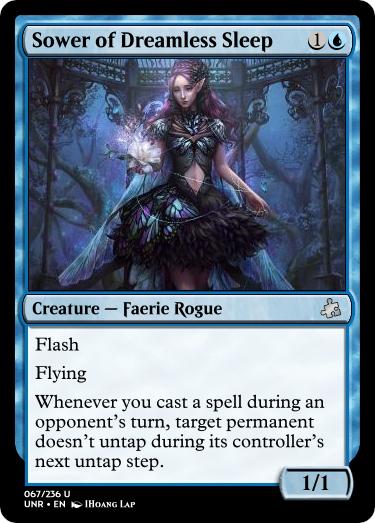 Sower of Dreamless Sleep 1
Creature — Faerie Rogue
Flash
Flying
Whenever you cast a spell during an
opponent's turn, target permanent
doesn't untap during its controller's
next untap step.
1/1
067/236 U
UNR • EN IHoang Lap